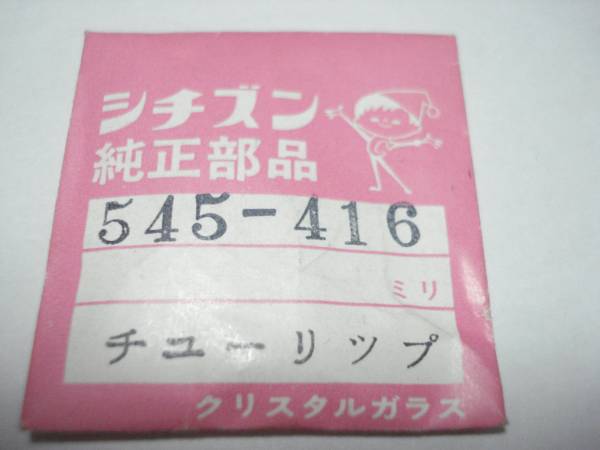 シチズン
純正部品
545-416
ミリ
チューリップ
クリスタルガラス